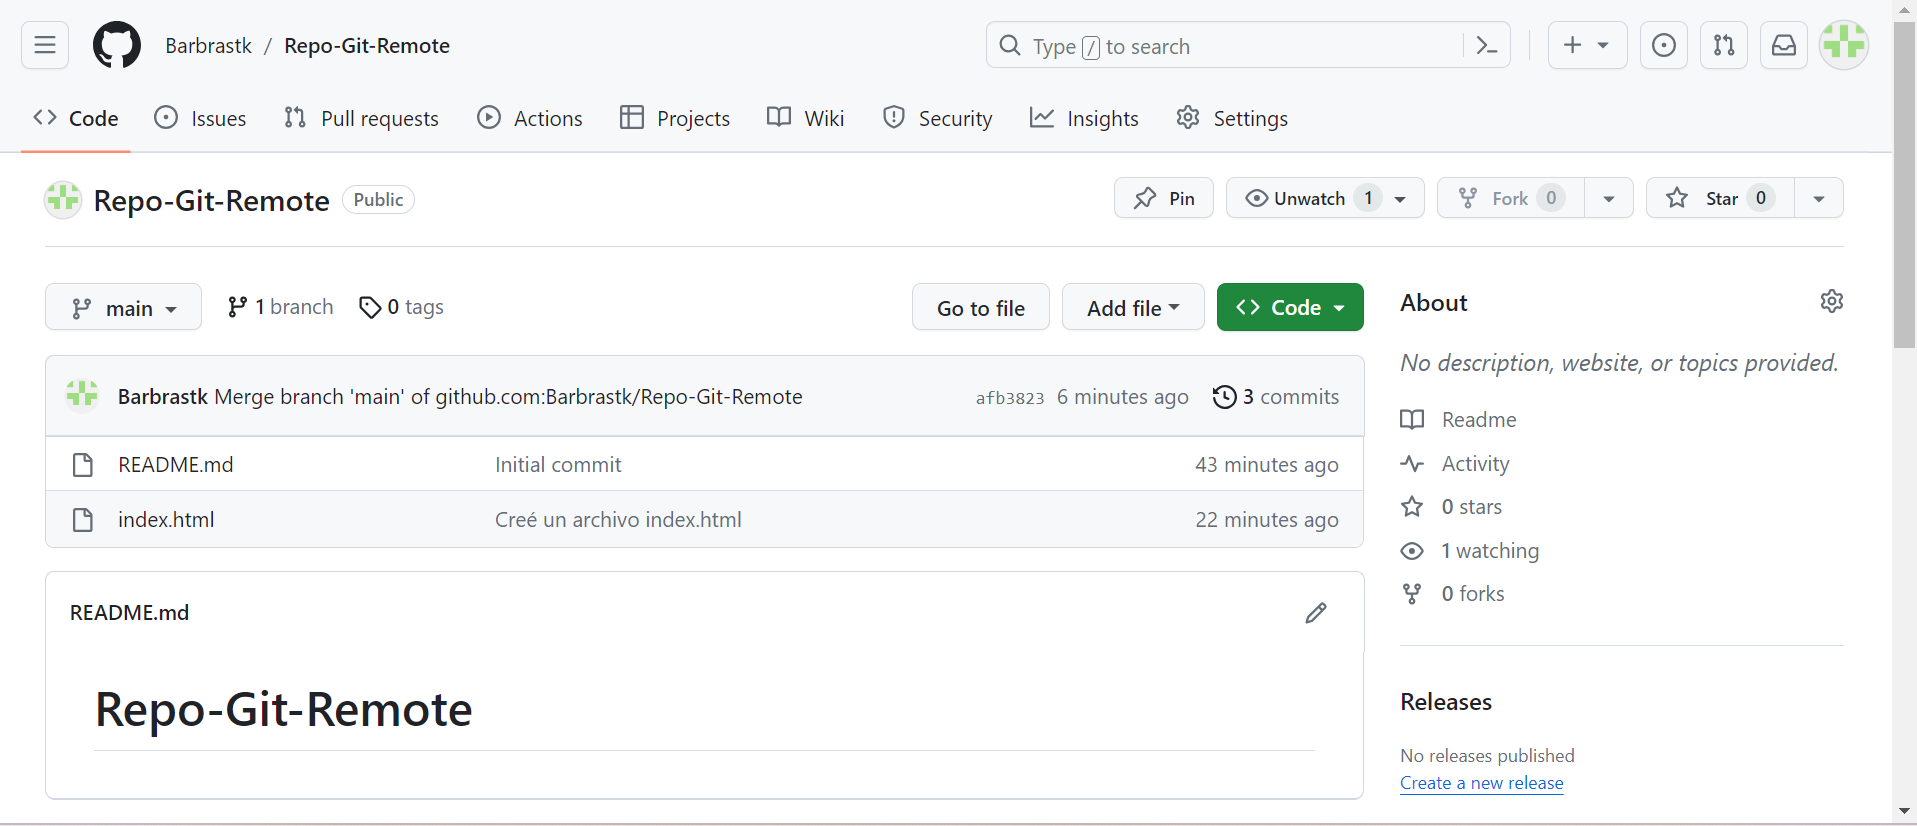 Barbrastk / Repo-Git-Remote
Type / to search
Code Issues Pull requests Actions Projects Wiki Security Insights Settings
Repo-Git-Remote Public
Pin Unwatch 1 Fork 0 Star 0
main 1 branch 0 tags
Go to file Add file Code
Barbrastk Merge branch 'main' of github.com:Barbrastk/Repo-Git-Remote afb3823 6 minutes ago 3 commits
README.md Initial commit 43 minutes ago
index.html Creé un archivo index.html 22 minutes ago
README.md
Repo-Git-Remote
About
No description, website, or topics provided.
Readme
Activity
0 stars
1 watching
0 forks
Releases
No releases published
Create a new release